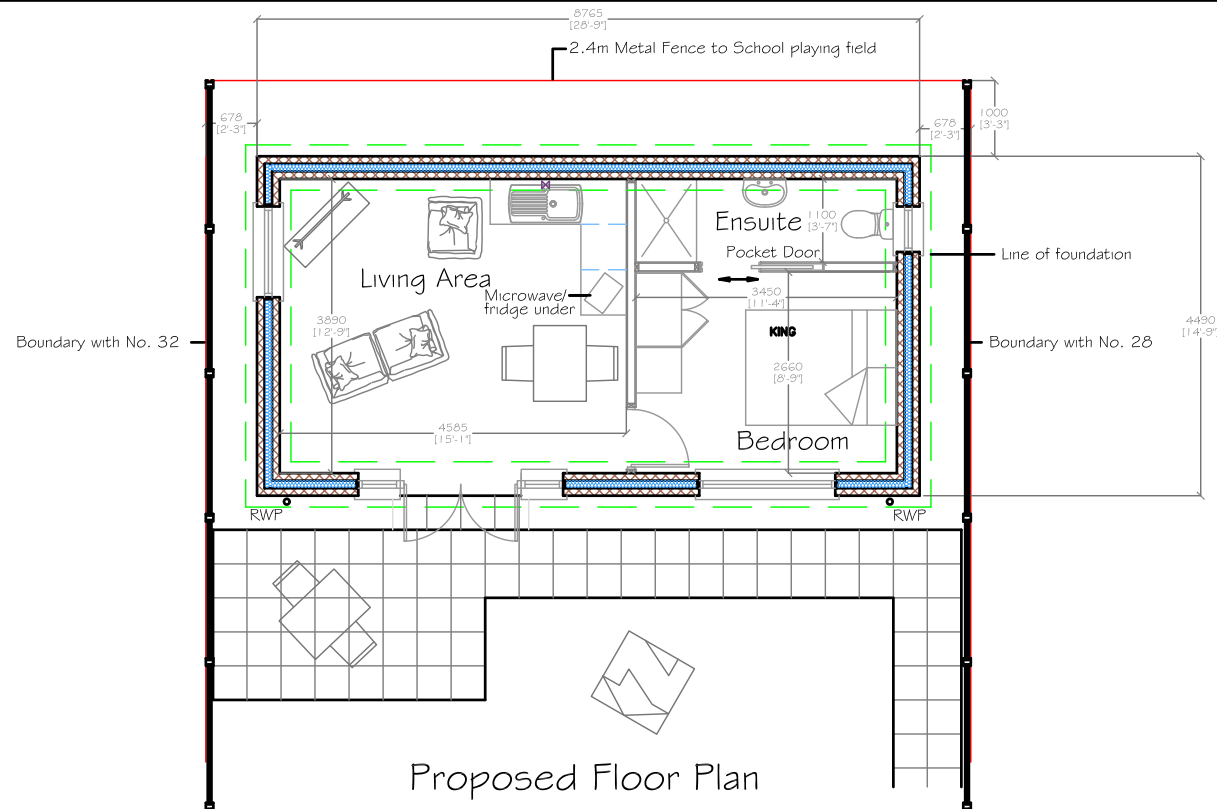 8765
[28'-9"]
2.4m Metal Fence to School playing field
678
[2'-3"]
678
[2'-3"]
1000
[3'-3"]
Ensuite
1100
[3'-7"]
Pocket Door
Line of foundation
Living Area
Microwave/
fridge under
3450
[11'-4"]
3890
[12'-9"]
KING
4490
[14'-9"]
Boundary with No. 32
Boundary with No. 28
2660
[8'-9"]
4585
[15'-1"]
Bedroom
RWP
RWP
N
Proposed Floor Plan